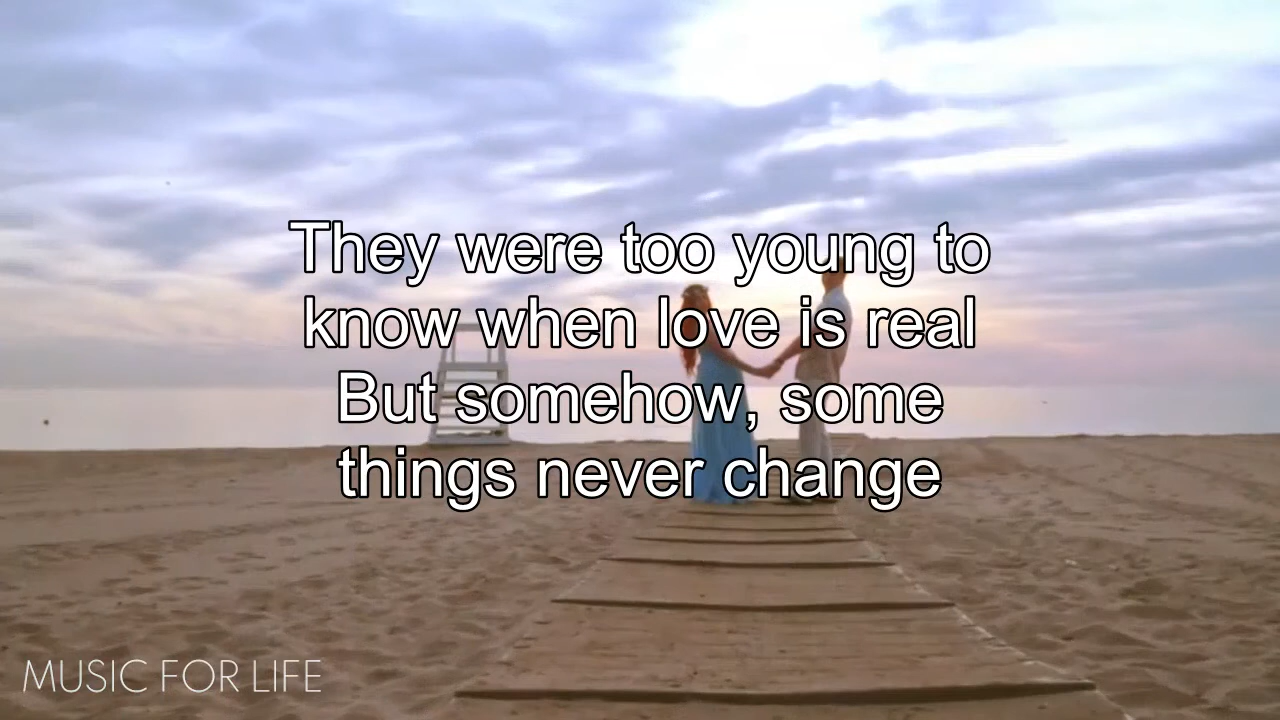 They were too young to
know when love is real
But somehow, some
things never change
MUSIC FOR LIFE